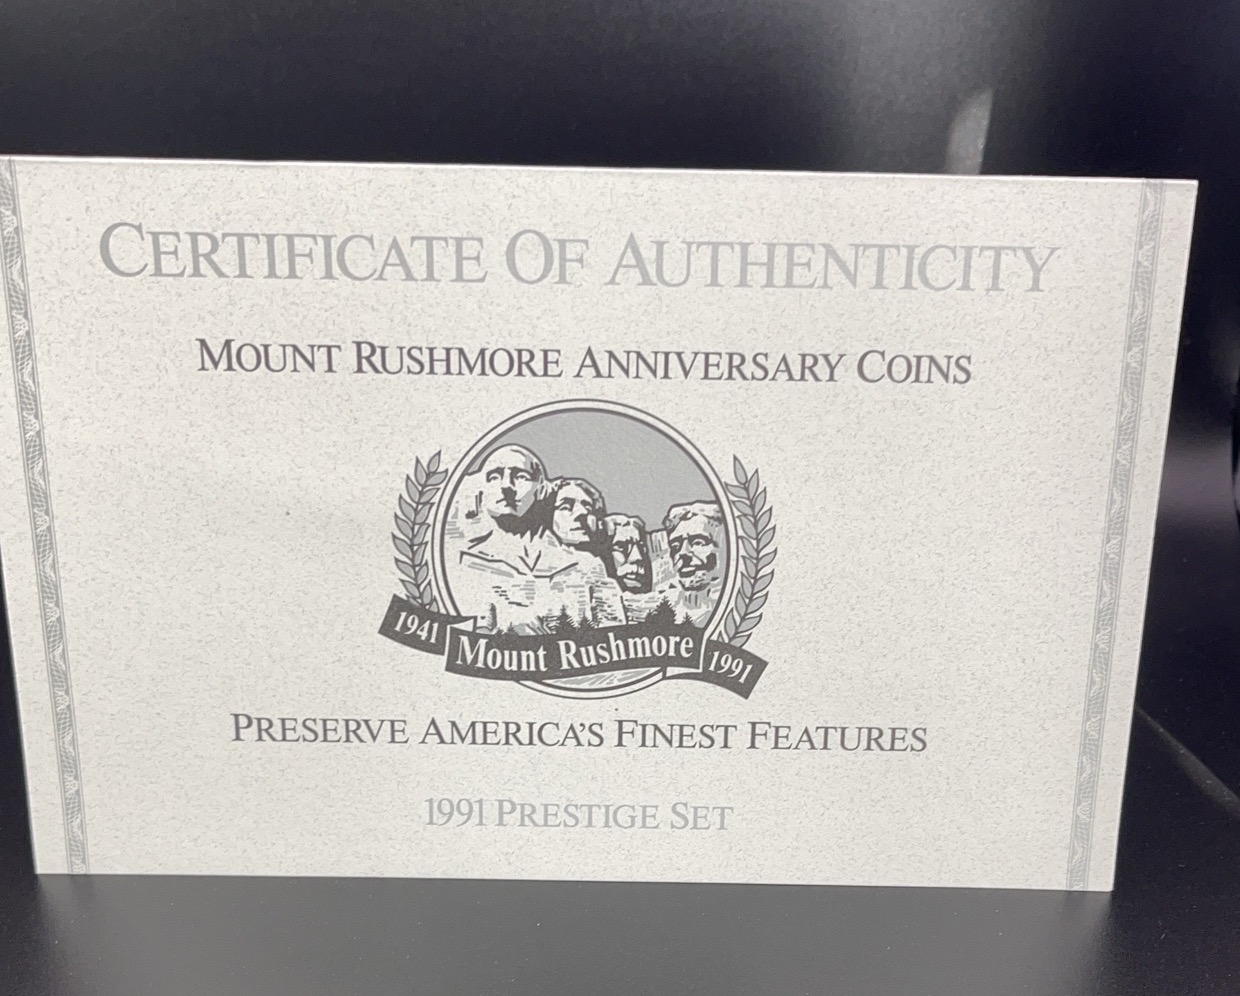 CERTIFICATE OF AUTHENTICITY
MOUNT RUSHMORE ANNIVERSARY COINS
1941 Mount Rushmore 1991
PRESERVE AMERICA'S FINEST FEATURES
1991 PRESTIGE SET